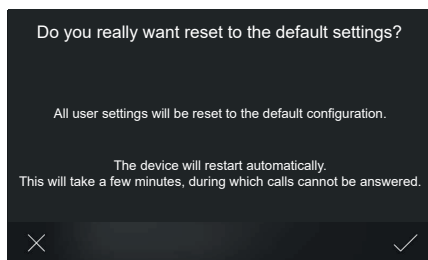 Do you really want reset to the default settings?
All user settings will be reset to the default configuration.
The device will restart automatically.
This will take a few minutes, during which calls cannot be answered.